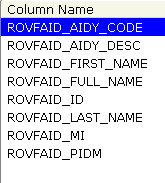 Column Name
ROVFAID_AIDY_CODE
ROVFAID_AIDY_DESC
ROVFAID_FIRST_NAME
ROVFAID_FULL_NAME
ROVFAID_ID
ROVFAID_LAST_NAME
ROVFAID_MI
ROVFAID_PIDM